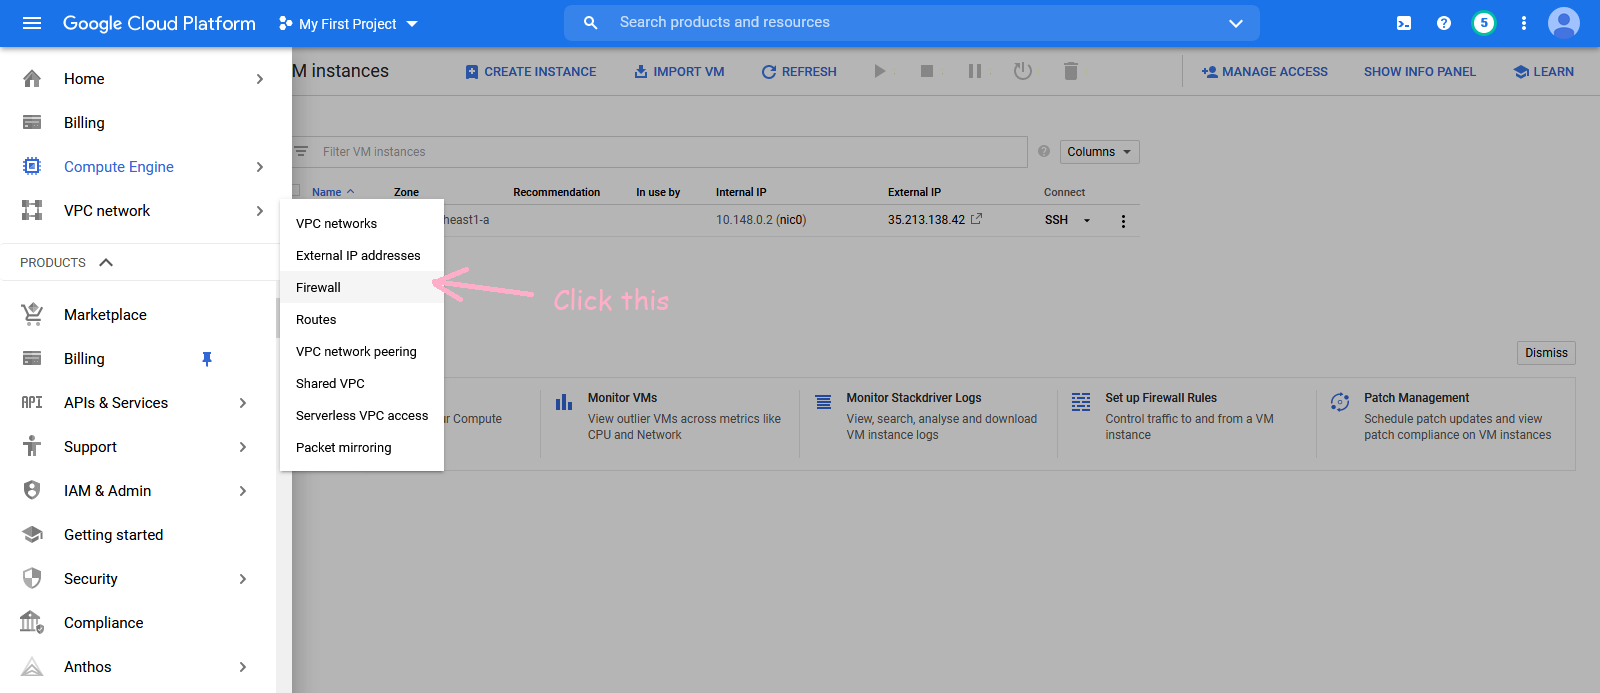 Google Cloud Platform
My First Project
Search products and resources
5
Home
Billing
Compute Engine
VPC network
PRODUCTS
Marketplace
Billing
API
APIs & Services
Support
IAM & Admin
Getting started
Security
Compliance
Anthos
VPC networks
External IP addresses
Firewall
Routes
VPC network peering
Shared VPC
Serverless VPC access
Packet mirroring
Click this
M instances
CREATE INSTANCE
IMPORT VM
REFRESH
MANAGE ACCESS
SHOW INFO PANEL
LEARN
Filter VM instances
Columns
Name
Zone
Recommendation
In use by
Internal IP
External IP
Connect
heast1-a
10.148.0.2 (nic0)
35.213.138.42
SSH
Dismiss
ur Compute
Monitor VMs
View outlier VMs across metrics like
CPU and Network
Monitor Stackdriver Logs
View, search, analyse and download
VM instance logs
Set up Firewall Rules
Control traffic to and from a VM
instance
Patch Management
Schedule patch updates and view
patch compliance on VM instances